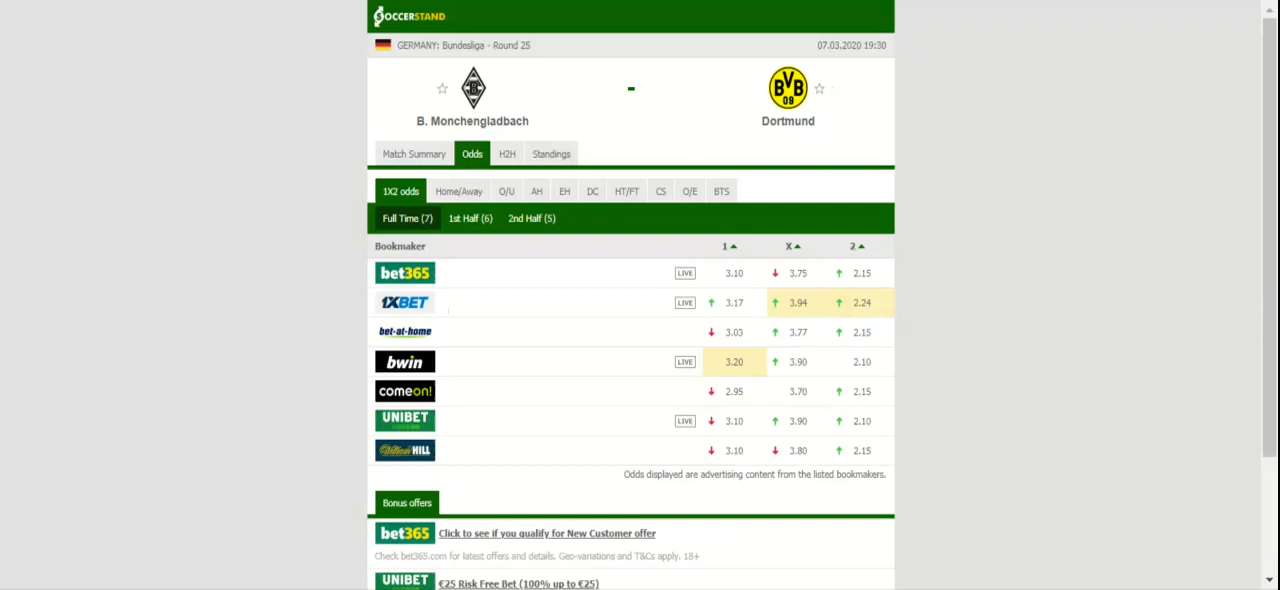 SOCCERSTAND
GERMANY: Bundesliga - Round 25 07.03.2020 19:30
BVB 09
B. Monchengladbach - Dortmund
Match Summary Odds H2H Standings
1X2 odds Home/Away O/U AH EH DC HT/FT CS O/E BTS
Full Time (7) 1st Half (6) 2nd Half (5)
Bookmaker 1 X 2
bet365 LIVE 3.10 3.75 2.15
1XBET LIVE 3.17 3.94 2.24
bet-at-home 3.03 3.77 2.15
bwin LIVE 3.20 3.90 2.10
comeon! 2.95 3.70 2.15
UNIBET LIVE 3.10 3.90 2.10
William HILL 3.10 3.80 2.15
Odds displayed are advertising content from the listed bookmakers.
Bonus offers
bet365 Click to see if you qualify for New Customer offer
Check bet365.com for latest offers and details. Geo-variations and T&Cs apply. 18+
UNIBET €25 Risk Free Bet (100% up to €25)